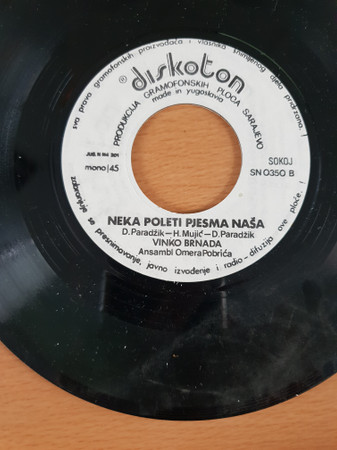 sva prava gramofonskih proizvođača i vlasnika snimljenog djela pridržana!
® diskoton
PRODUKCIJA GRAMOFONSKIH PLOČA SARAJEVO
made in yugoslavia
mono | 45
SOKOJ
SN 0350 B
NEKA POLETI PJESMA NAŠA
D. Paradžik — H. Mujić — D. Paradžik
VINKO BRNADA
Ansambl Omera Pobrića
zabranjuje se presnimavanje, javno izvođenje i radio-difuzija ove ploče!